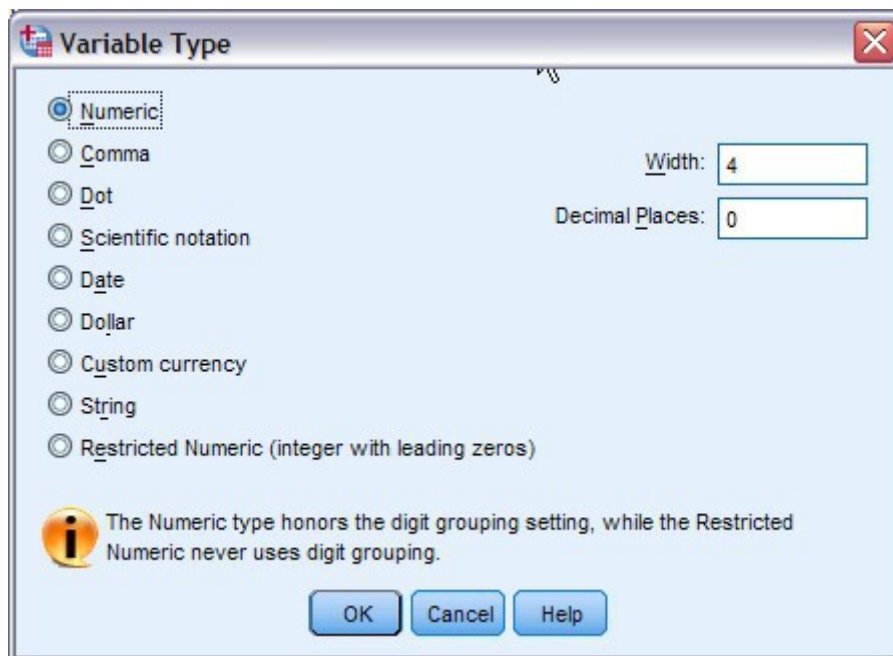 Variable Type
Numeric
Comma
Dot
Scientific notation
Date
Dollar
Custom currency
String
Restricted Numeric (integer with leading zeros)
Width: 4
Decimal Places: 0
The Numeric type honors the digit grouping setting, while the Restricted
Numeric never uses digit grouping.
OK Cancel Help